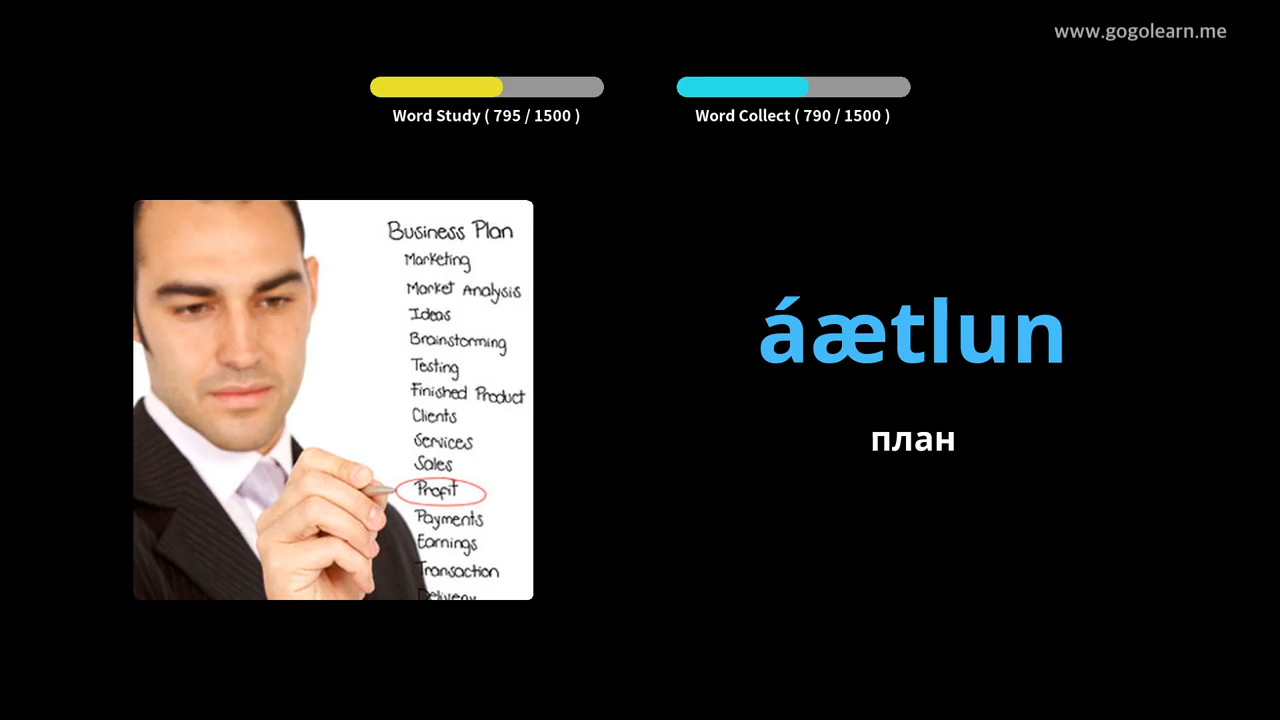 www.gogolearn.me
Word Study ( 795 / 1500 )
Word Collect ( 790 / 1500 )
Business Plan
Marketing
Market Analysis
Ideas
Brainstorming
Testing
Finished Product
Clients
Services
Sales
Profit
Payments
Earnings
Transaction
Delivery
áætlun
план